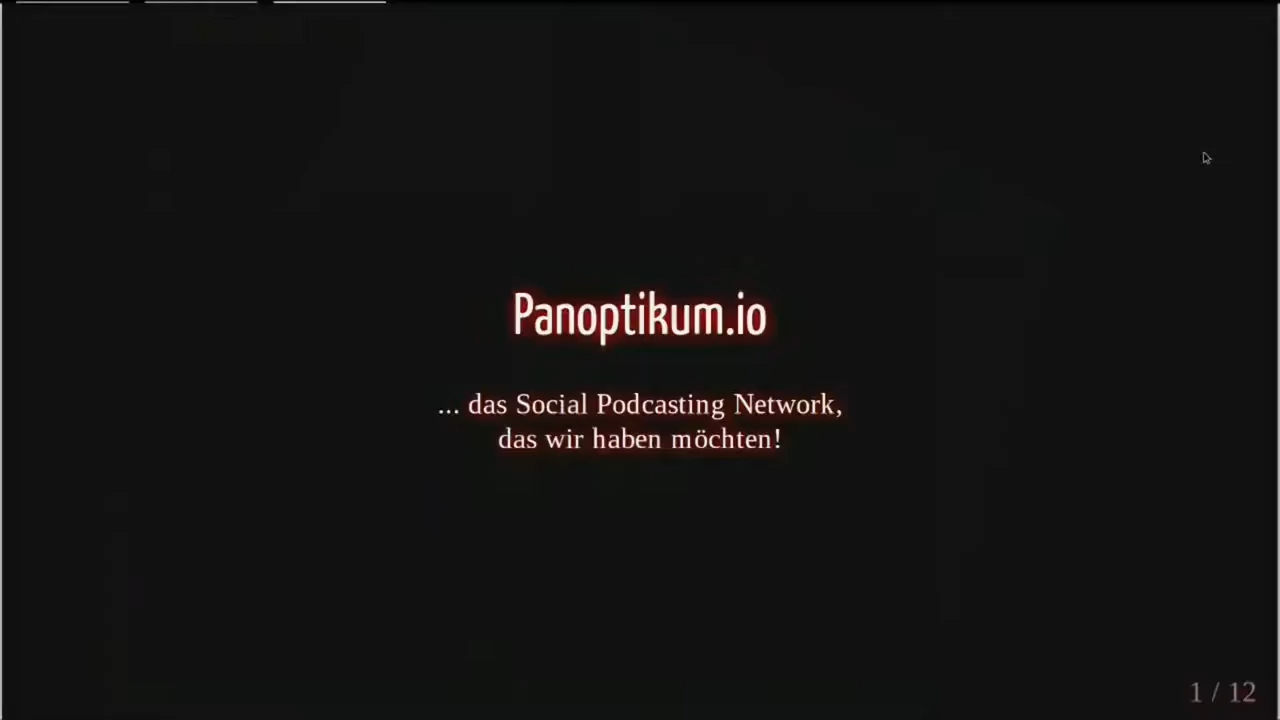 Panoptikum.io
... das Social Podcasting Network,
das wir haben möchten!
1 / 12